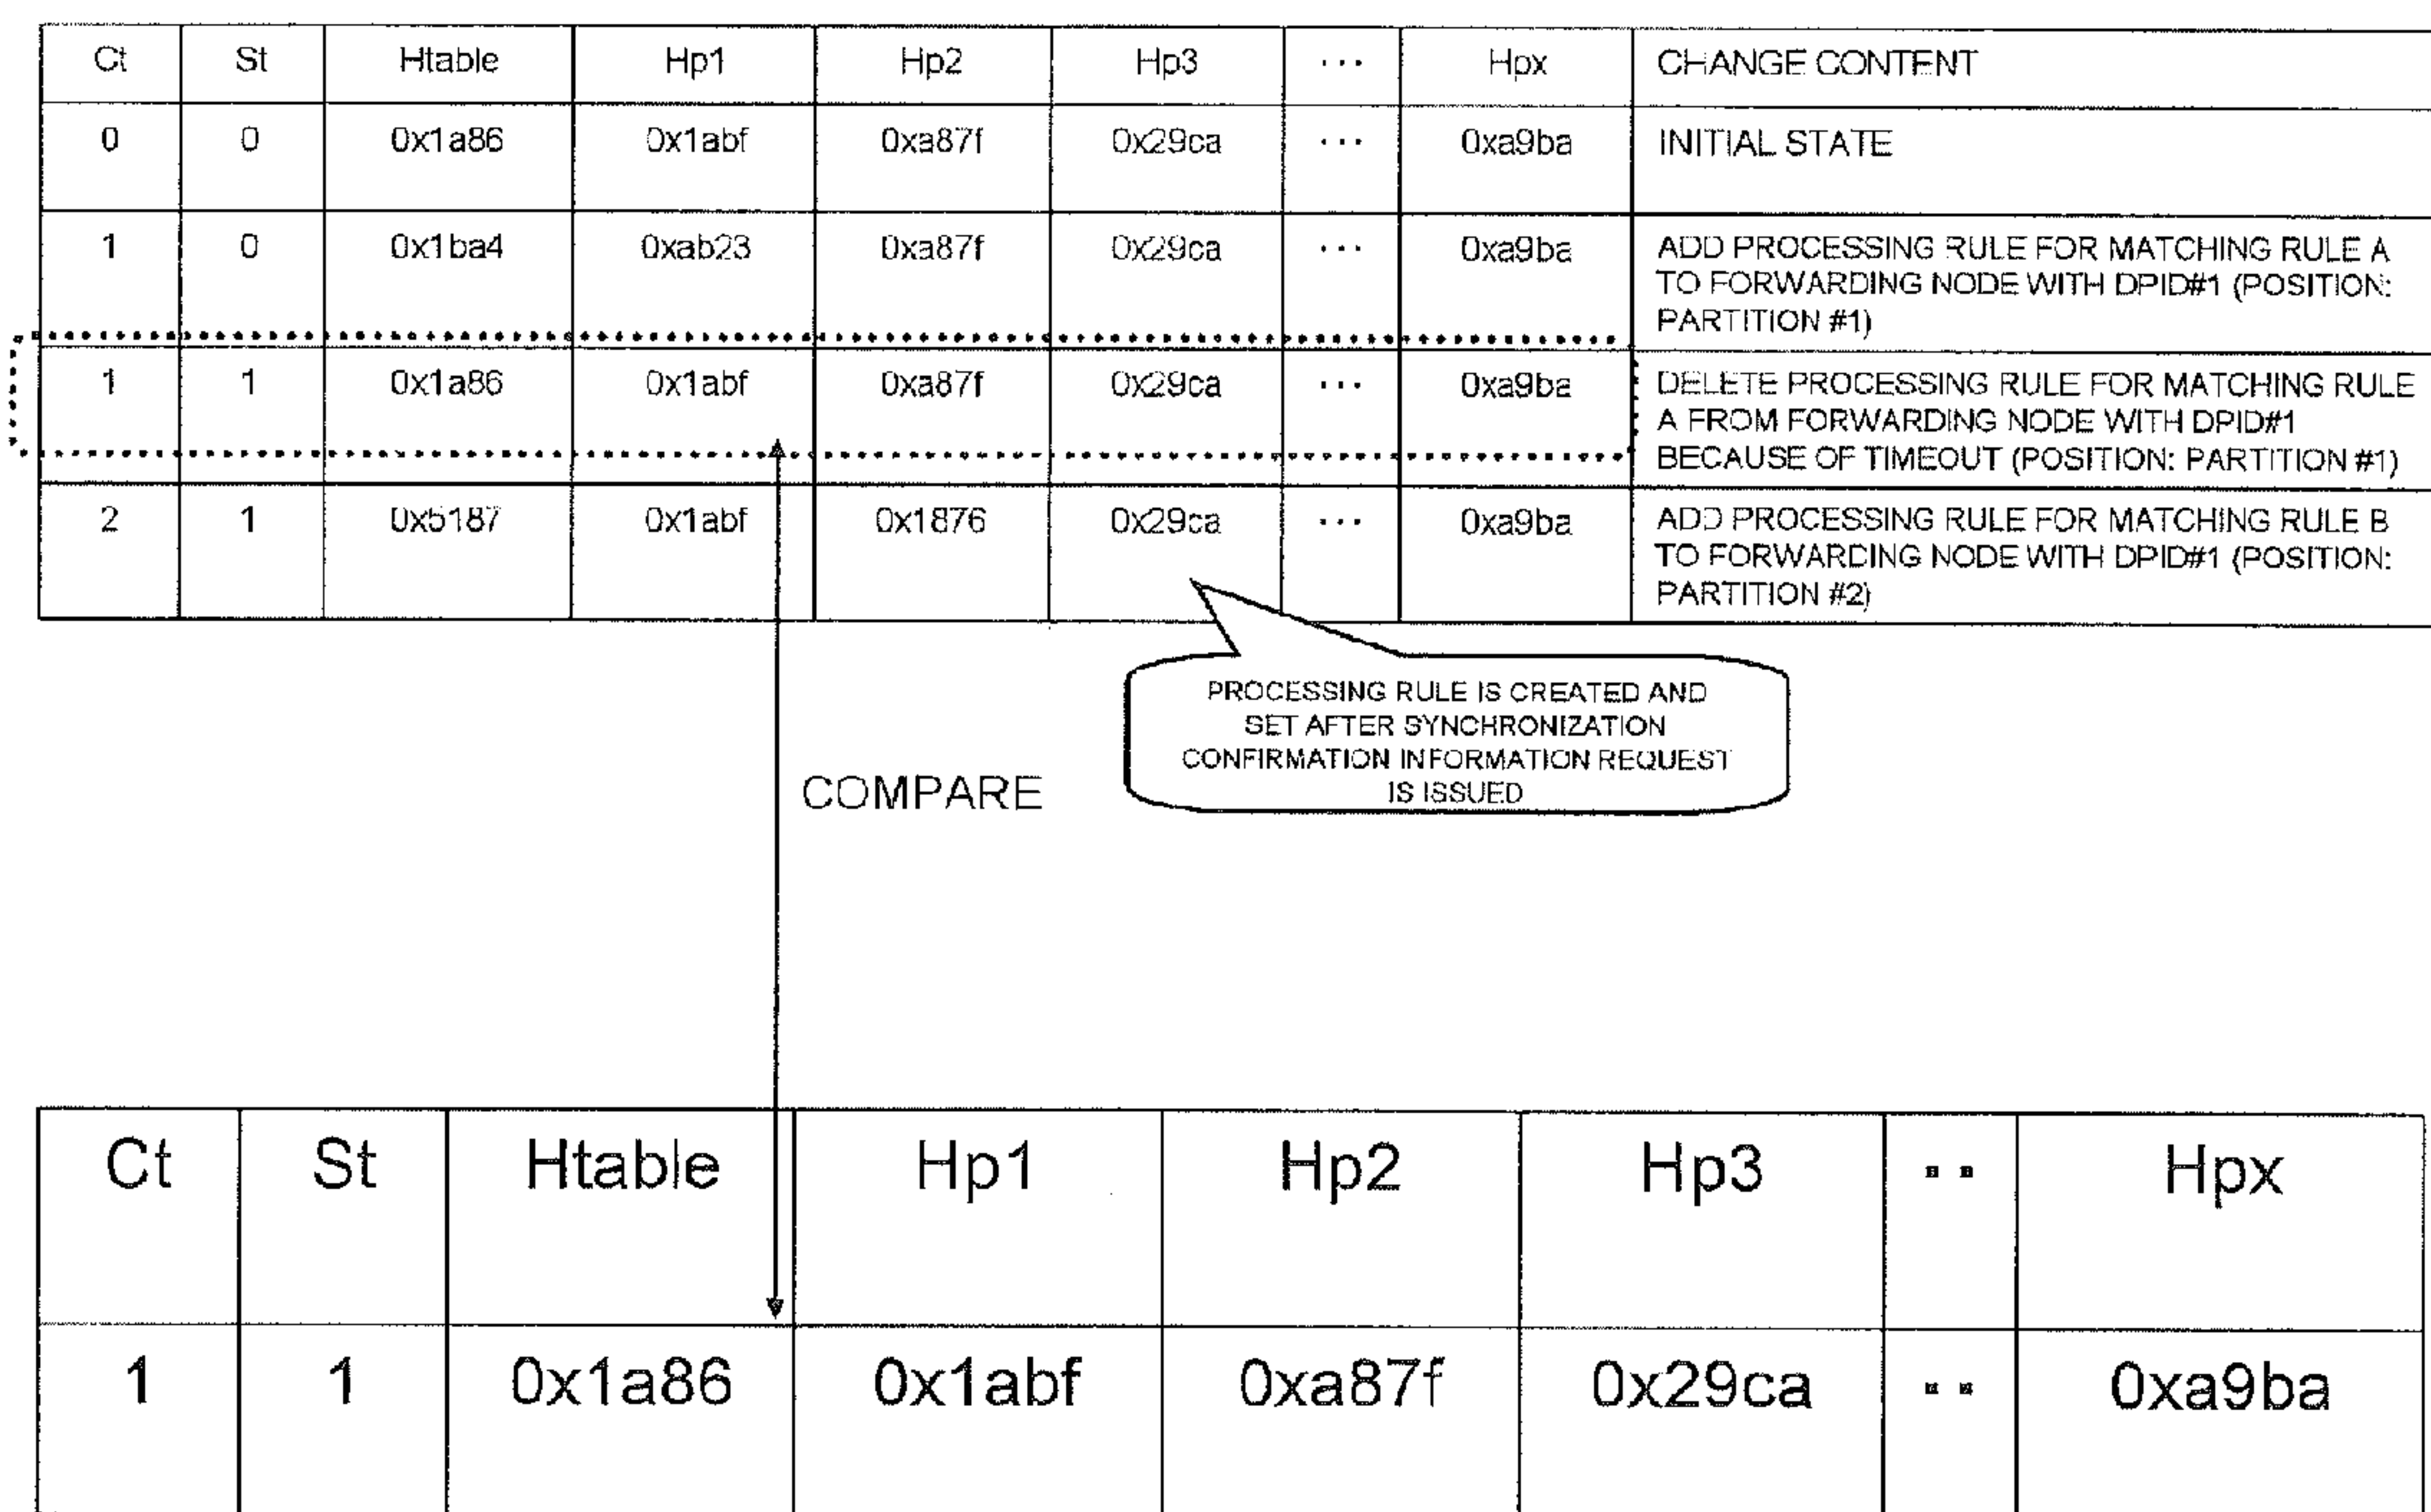 Ct St Htable Hp1 Hp2 Hp3 ... Hpx CHANGE CONTENT
0 0 0x1a86 0x1abf 0xa87f 0x29ca ... 0xa9ba INITIAL STATE
1 0 0x1ba4 0xab23 0xa87f 0x29ca ... 0xa9ba ADD PROCESSING RULE FOR MATCHING RULE A
TO FORWARDING NODE WITH DPID#1 (POSITION:
PARTITION #1)
1 1 0x1a86 0x1abf 0xa87f 0x29ca ... 0xa9ba DELETE PROCESSING RULE FOR MATCHING RULE
A FROM FORWARDING NODE WITH DPID#1
BECAUSE OF TIMEOUT (POSITION: PARTITION #1)
2 1 0x5187 0x1abf 0x1876 0x29ca ... 0xa9ba ADD PROCESSING RULE FOR MATCHING RULE B
TO FORWARDING NODE WITH DPID#1 (POSITION:
PARTITION #2)
PROCESSING RULE IS CREATED AND
SET AFTER SYNCHRONIZATION
CONFIRMATION INFORMATION REQUEST
IS ISSUED
COMPARE
Ct St Htable Hp1 Hp2 Hp3 .. Hpx
1 1 0x1a86 0x1abf 0xa87f 0x29ca .. 0xa9ba